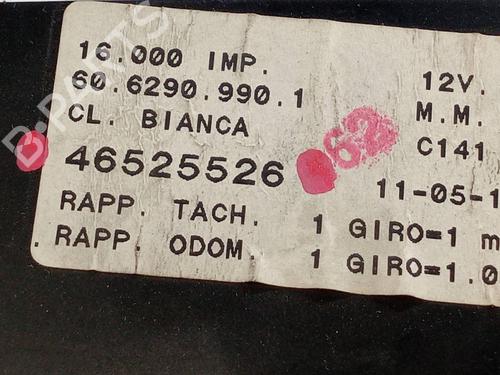 16.000 IMP.
60.6290.990.1
CL. BIANCA
46525526
RAPP. TACH. 1 GIRO=1 m
RAPP. ODOM. 1 GIRO=1.0
12V.
M.M.
C141
11-05-1
62
B-PARTS